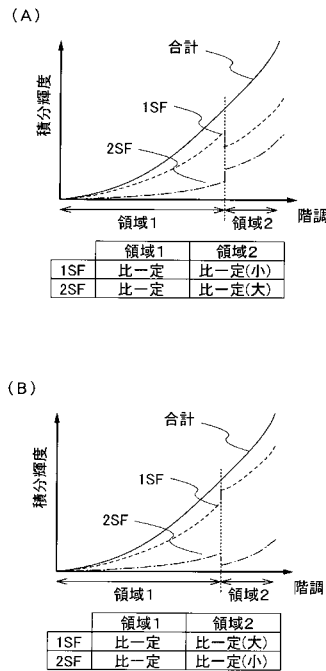 (A)
積分輝度
合計
1SF
2SF
階調
領域1
領域2
領域1 領域2
1SF 比一定 比一定(小)
2SF 比一定 比一定(大)
(B)
積分輝度
合計
1SF
2SF
階調
領域1
領域2
領域1 領域2
1SF 比一定 比一定(大)
2SF 比一定 比一定(小)